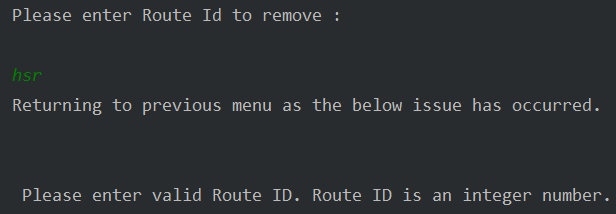 Please enter Route Id to remove :
hsr
Returning to previous menu as the below issue has occurred.
Please enter valid Route ID. Route ID is an integer number.